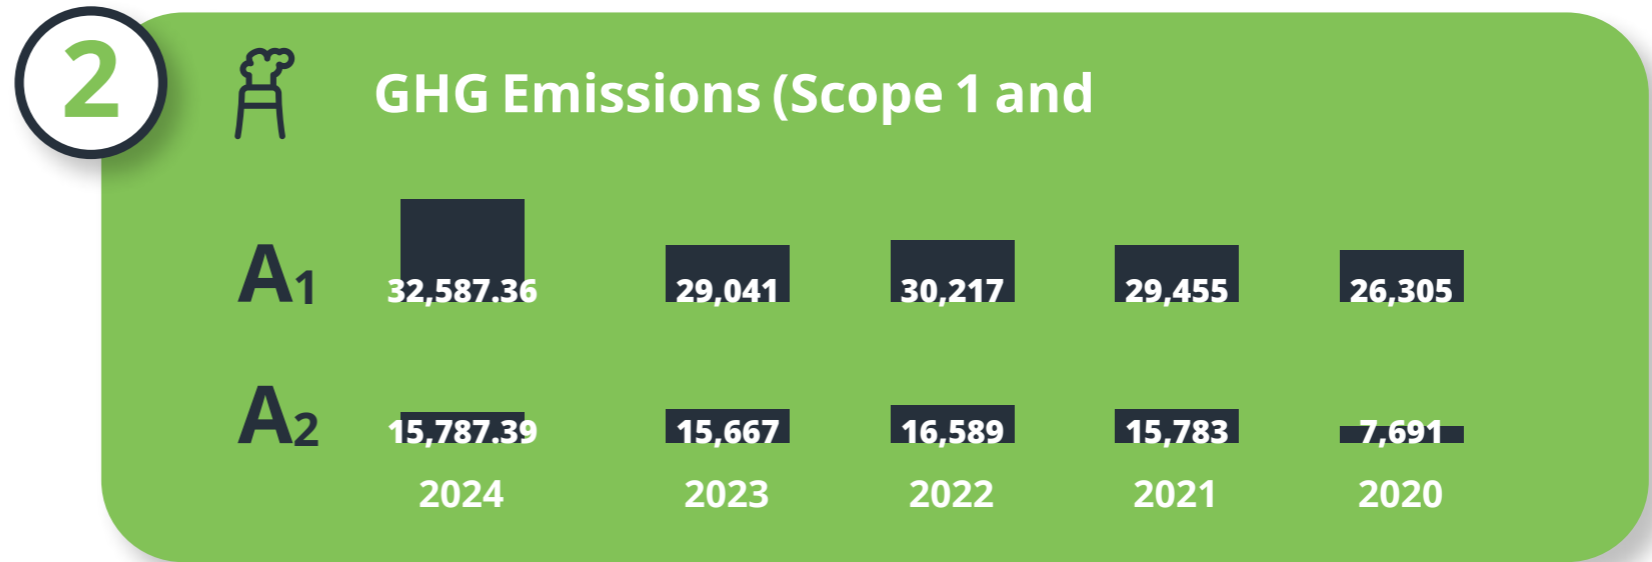 2
GHG Emissions (Scope 1 and
A1 32,587.36 29,041 30,217 29,455 26,305
A2 15,787.39 15,667 16,589 15,783 7,691
2024 2023 2022 2021 2020